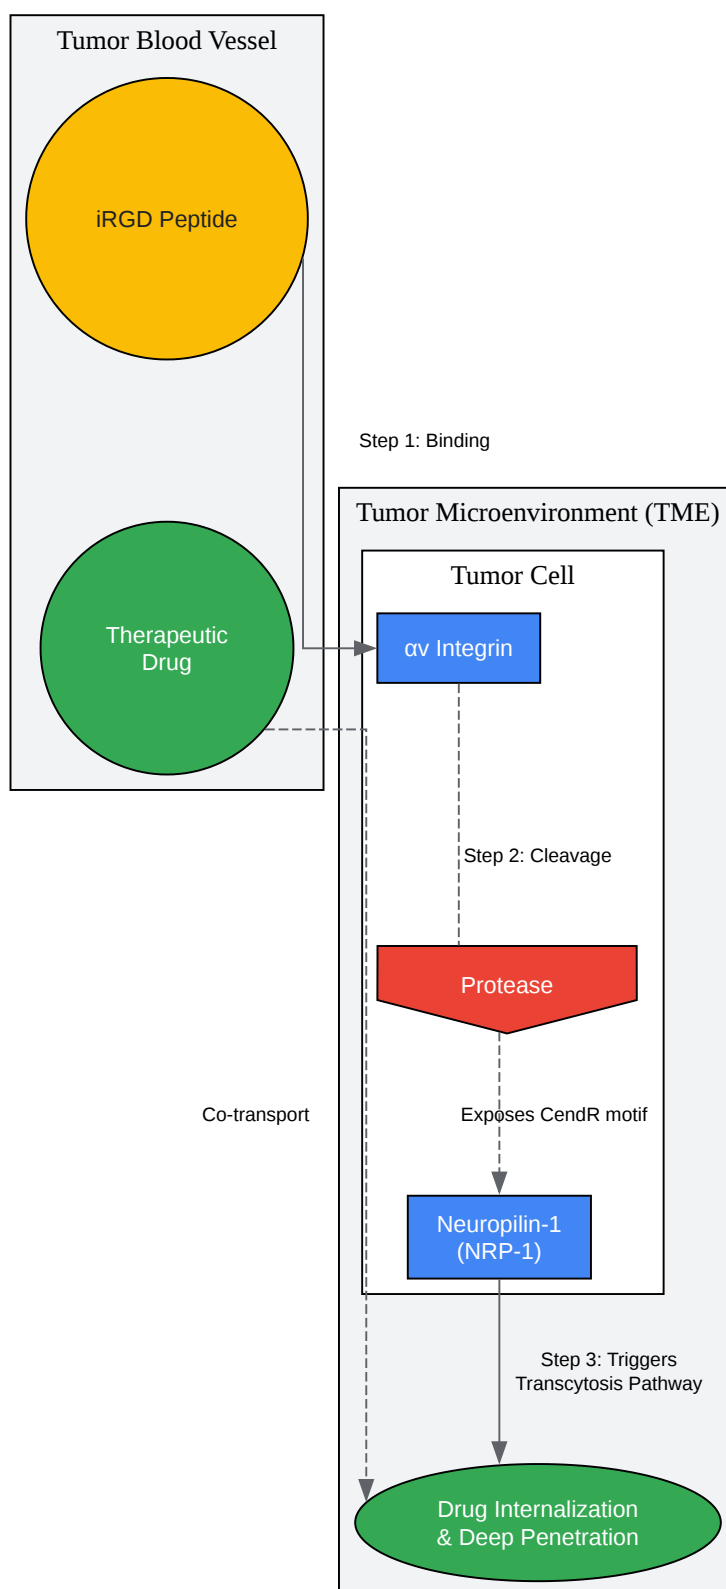 Tumor Blood Vessel
iRGD Peptide
Step 1: Binding
Tumor Microenvironment (TME)
Tumor Cell
Therapeutic
Drug
αv Integrin
Step 2: Cleavage
Protease
Co-transport
Exposes CendR motif
Neuropilin-1
(NRP-1)
Step 3: Triggers
Transcytosis Pathway
Drug Internalization
& Deep Penetration